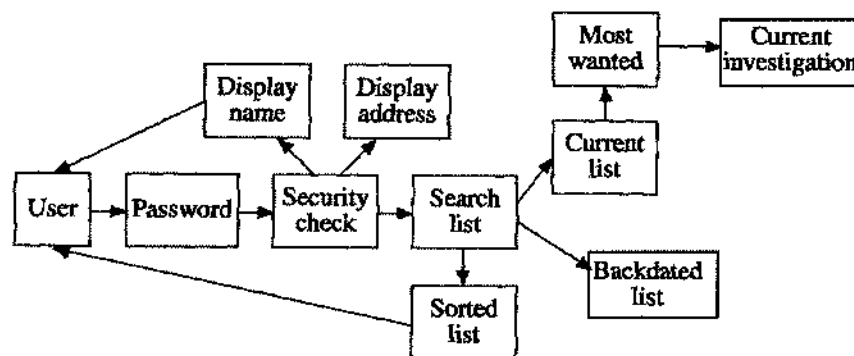 Most
wanted
Current
investigation
Display
name
Display
address
Current
list
User
Password
Security
check
Search
list
Backdated
list
Sorted
list